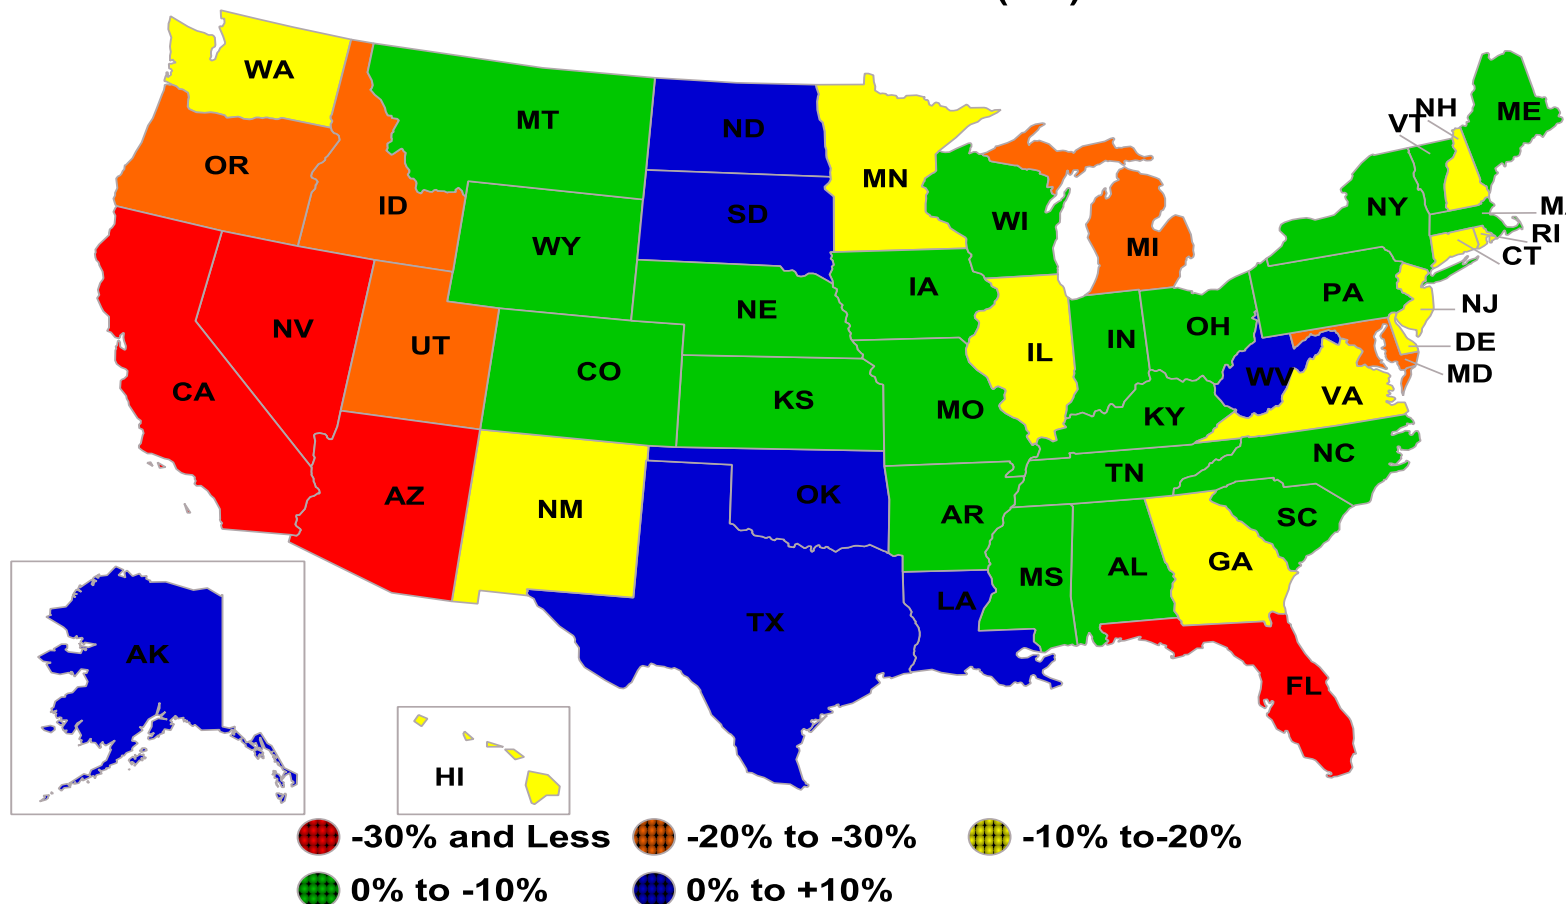 WA
MT
ND
MN
OR
ID
SD
WI
MI
WY
NH
VT
ME
NY
RI
CT
NV
UT
CO
NE
IA
PA
NJ
IL
IN
OH
DE
MD
CA
KS
MO
WV
VA
KY
NC
TN
AZ
NM
OK
AR
SC
MS
AL
GA
TX
LA
FL
AK
HI
-30% and Less -20% to -30% -10% to-20%
0% to -10% 0% to +10%